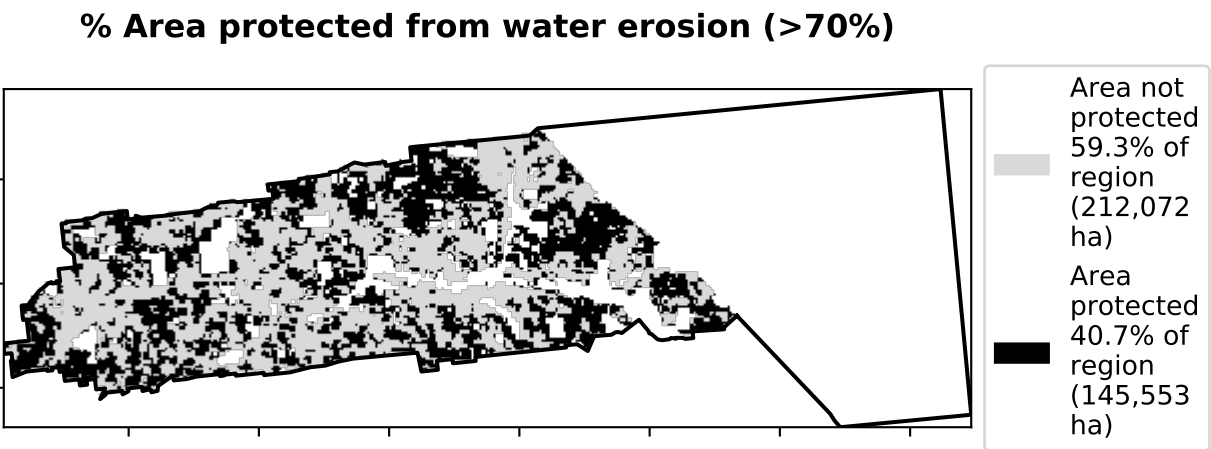 % Area protected from water erosion (>70%)
Area not
protected
59.3% of
region
(212,072
ha)
Area
protected
40.7% of
region
(145,553
ha)